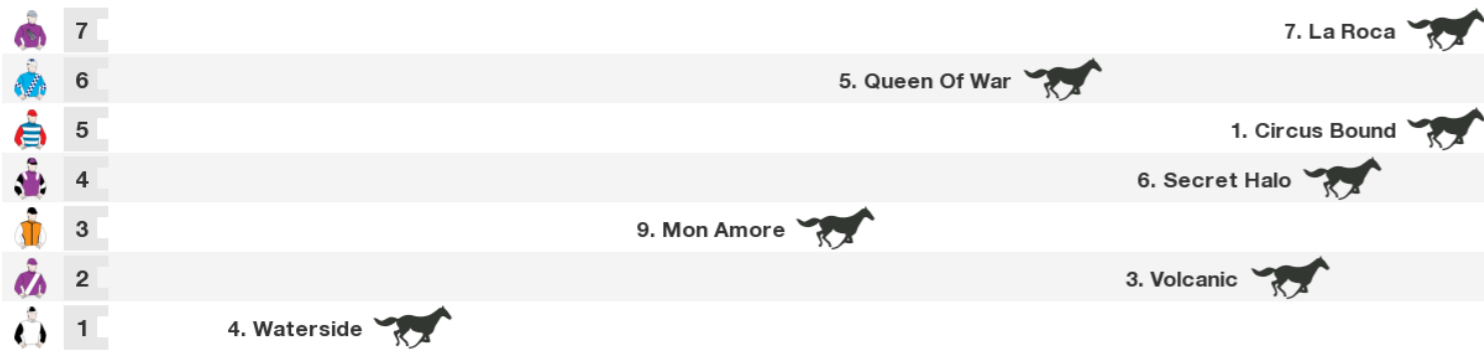 7 7. La Roca
6 5. Queen Of War
5 1. Circus Bound
4 6. Secret Halo
3 9. Mon Amore
2 3. Volcanic
1 4. Waterside